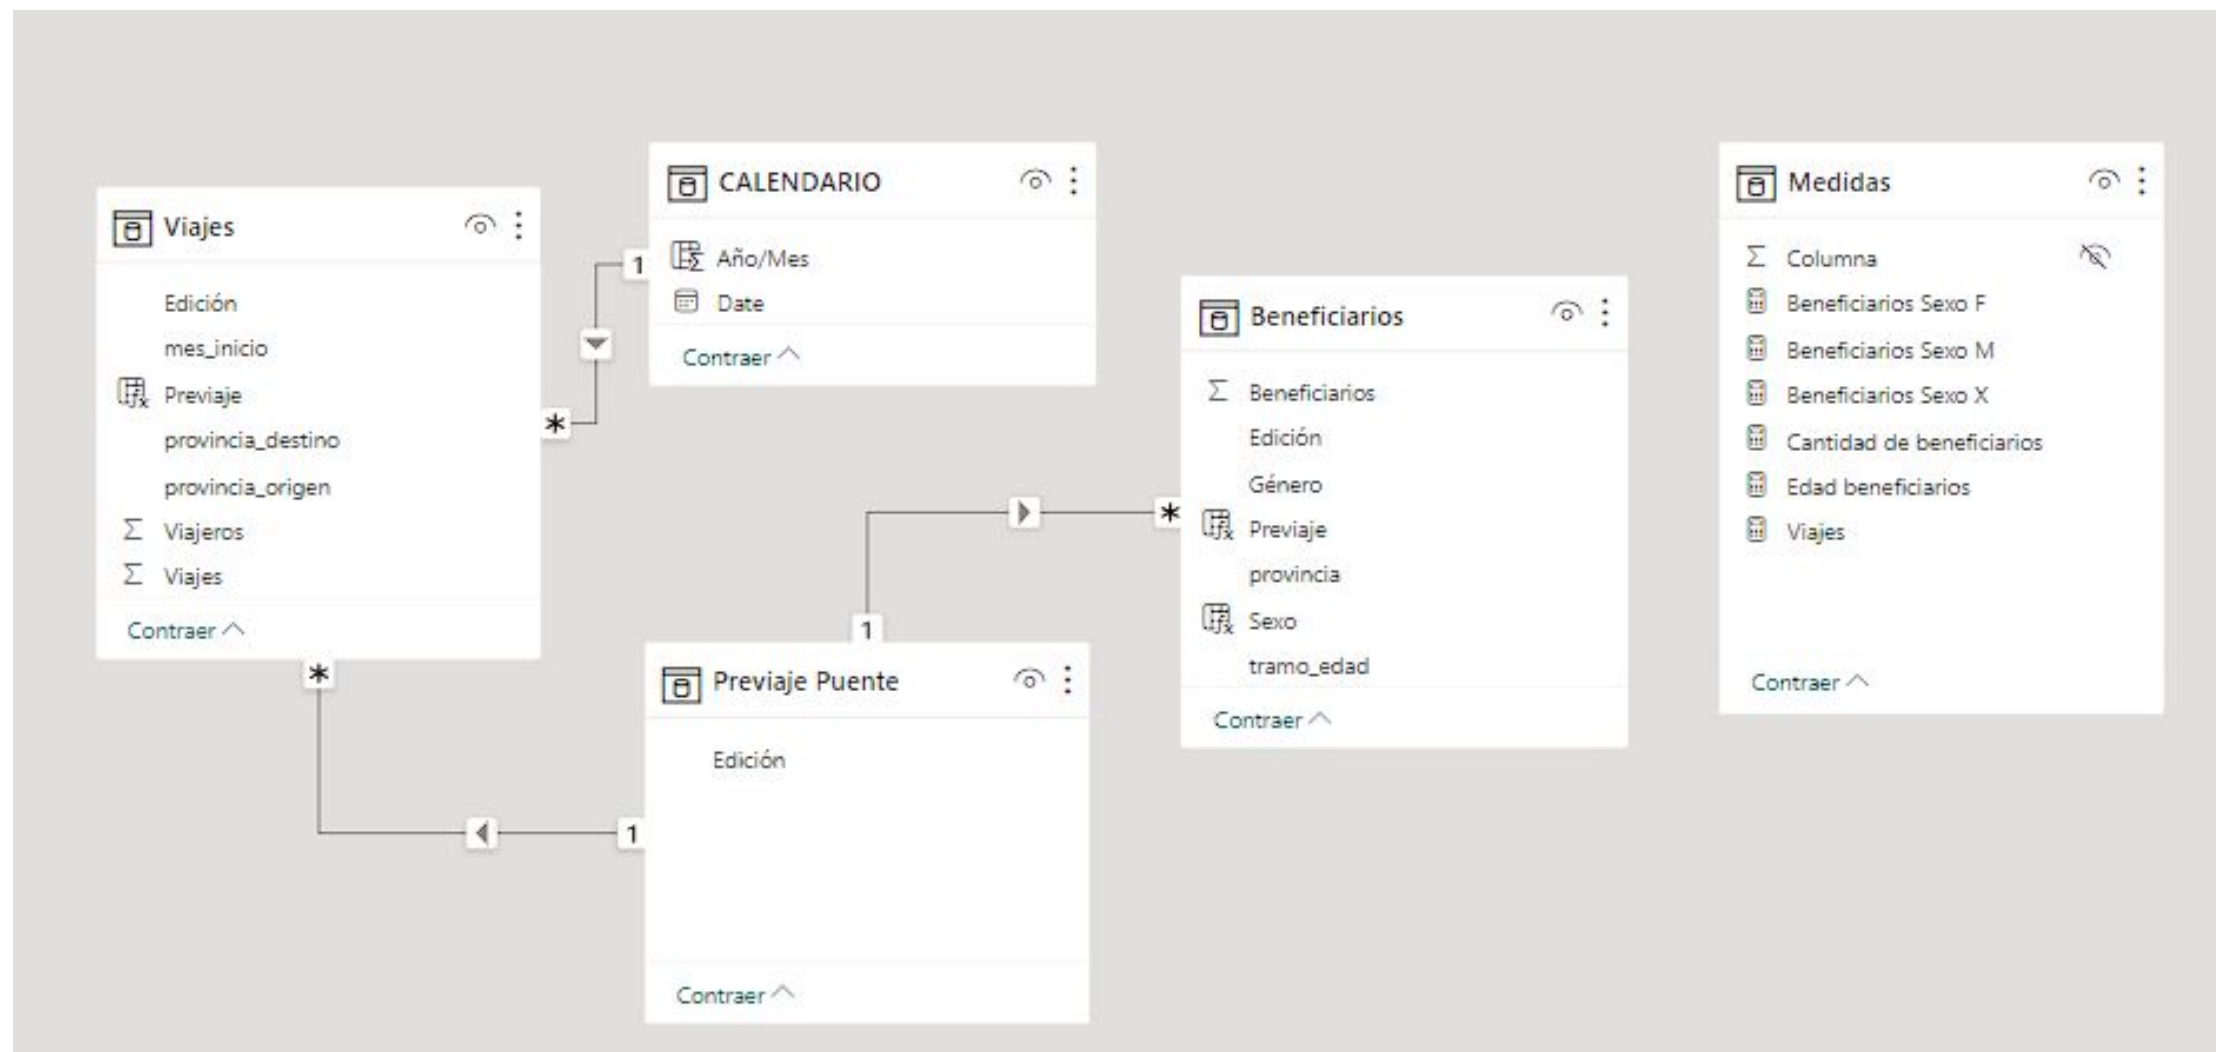 Viajes
Edición
mes_inicio
Previaje
provincia_destino
provincia_origen
Viajeros
Viajes
Contraer
CALENDARIO
Año/Mes
Date
Contraer
1
*
*
1
1
*
Previaje Puente
Edición
Contraer
Beneficiarios
Beneficiarios
Edición
Género
Previaje
provincia
Sexo
tramo_edad
Contraer
Medidas
Columna
Beneficiarios Sexo F
Beneficiarios Sexo M
Beneficiarios Sexo X
Cantidad de beneficiarios
Edad beneficiarios
Viajes
Contraer